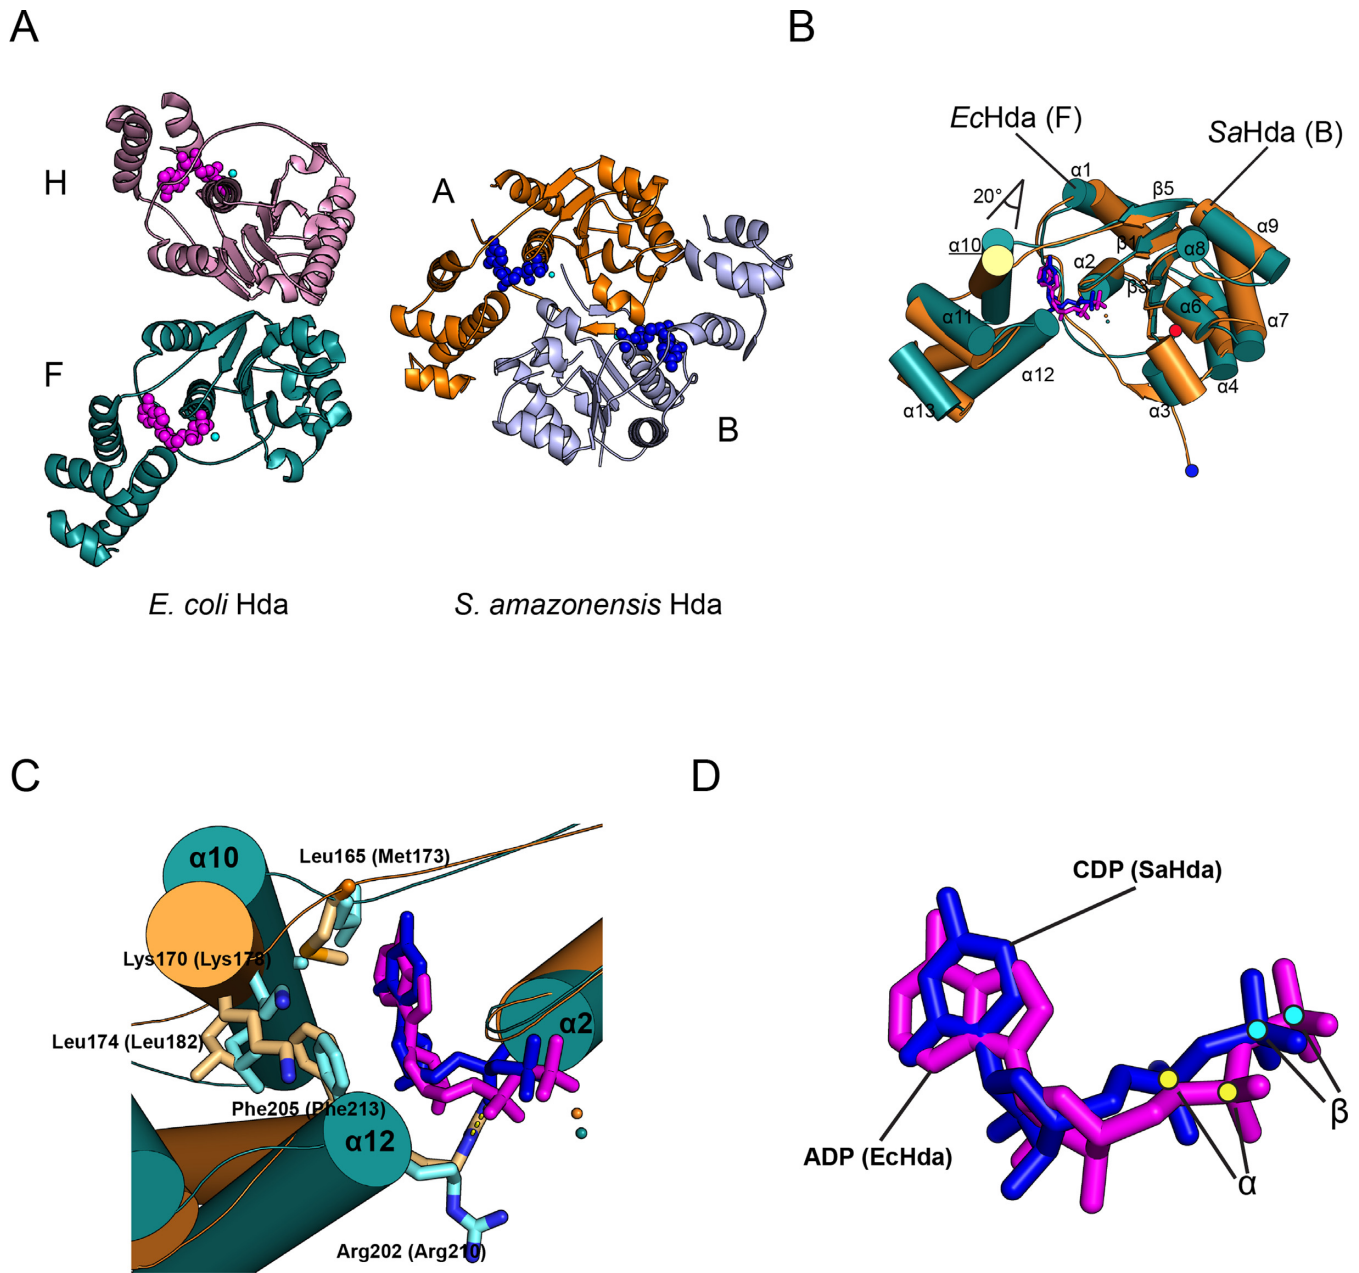 A
B
H
F
A
B
E. coli Hda
S. amazonensis Hda
EcHda (F)
SaHda (B)
20°
α1
β5
α10
α9
β1
α8
α2
β3
α6
α11
α7
α12
α4
α13
α3
C
D
α10
Leu165 (Met173)
Lys170 (Lys178)
α2
Leu174 (Leu182)
Phe205 (Phe213)
α12
Arg202 (Arg210)
CDP (SaHda)
ADP (EcHda)
β
α